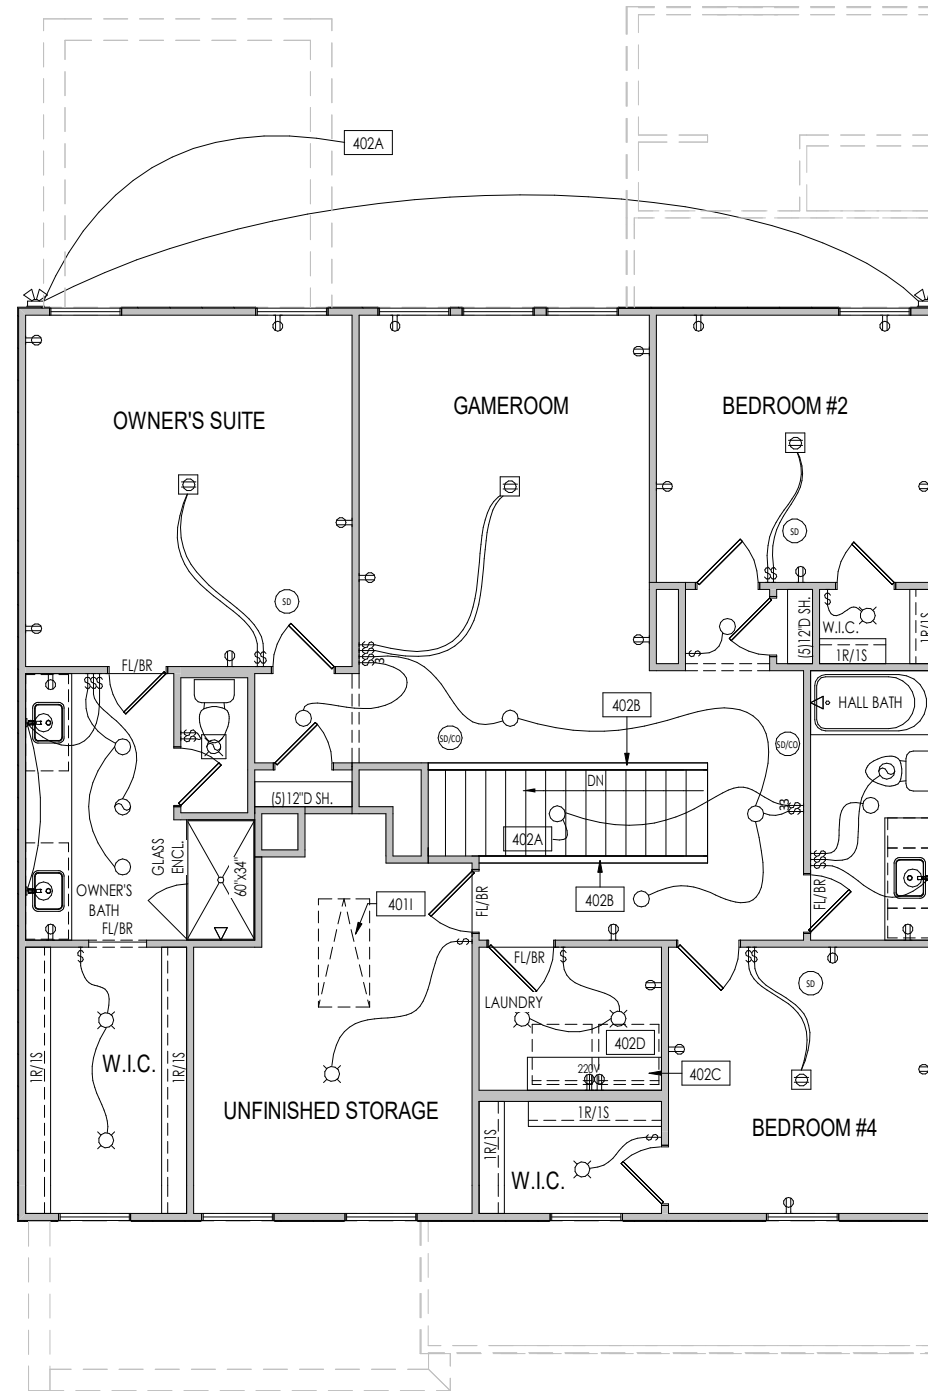 402A
OWNER'S SUITE
GAMEROOM
BEDROOM #2
SD
SD
(5)12"D SH.
W.I.C.
1R/1S
1R/1S
FL/BR
HALL BATH
402B
SD/CO
SD/CO
DN
(5)12"D SH.
402A
GLASS
ENCL.
60"x34"
OWNER'S
BATH
FL/BR
401I
FL/BR
402B
FL/BR
FL/BR
SD
LAUNDRY
402D
220V
402C
1R/1S
W.I.C.
1R/1S
UNFINISHED STORAGE
1R/1S
BEDROOM #4
1R/1S
W.I.C.